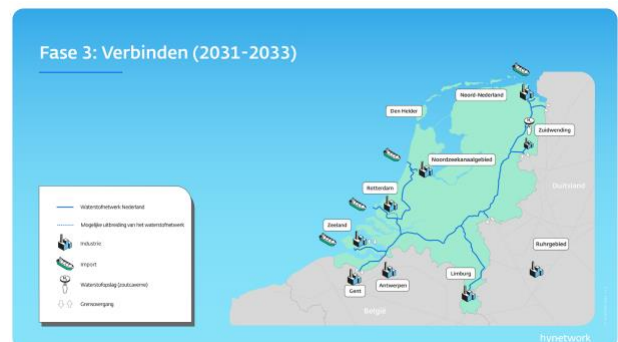 Fase 3: Verbinden (2031-2033)
Noord-Nederland
Den Helder
Zuidwending
Noordzeekanaalgebied
Duitsland
Rotterdam
Zeeland
Ruhrgebied
Limburg
Gent
Antwerpen
België
Waterstofnetwerk Nederland
Mogelijke uitbreiding van het waterstofnetwerk
Industrie
Import
Waterstofopslag (zoutcaverne)
Grensovergang
hynetwork